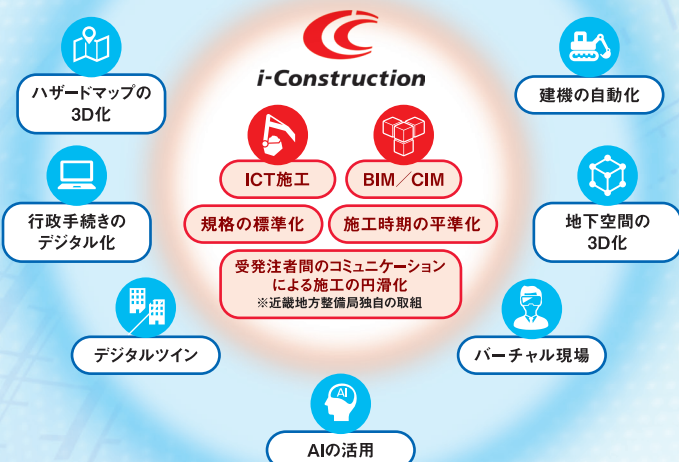 i-Construction
ハザードマップの
3D化
建機の自動化
ICT施工
BIM／CIM
行政手続きの
デジタル化
規格の標準化
施工時期の平準化
地下空間の
3D化
受発注者間のコミュニケーション
による施工の円滑化
※近畿地方整備局独自の取組
デジタルツイン
バーチャル現場
AI
AIの活用